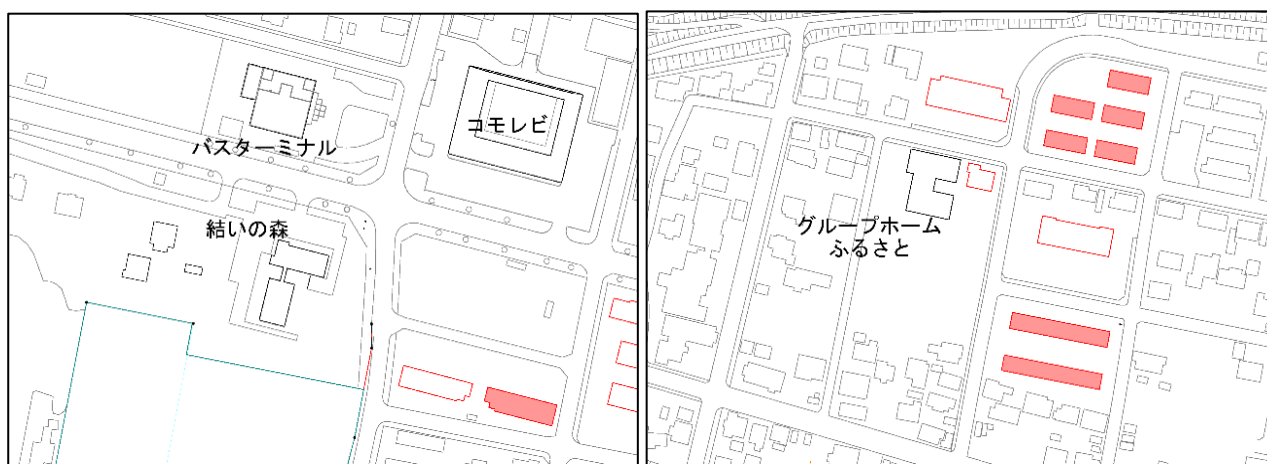 コモレビ
バスターミナル
結いの森
グループホーム
ふるさと